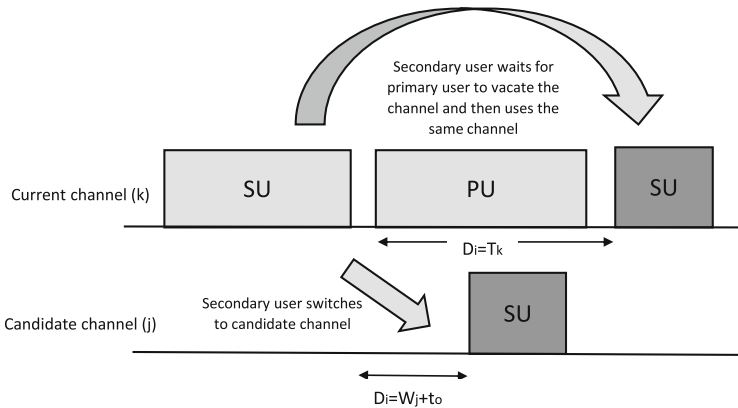 Secondary user waits for
primary user to vacate the
channel and then uses the
same channel
Current channel (k)
SU
PU
SU
Di=Tk
Secondary user switches
to candidate channel
Candidate channel (j)
SU
Di=Wj+to